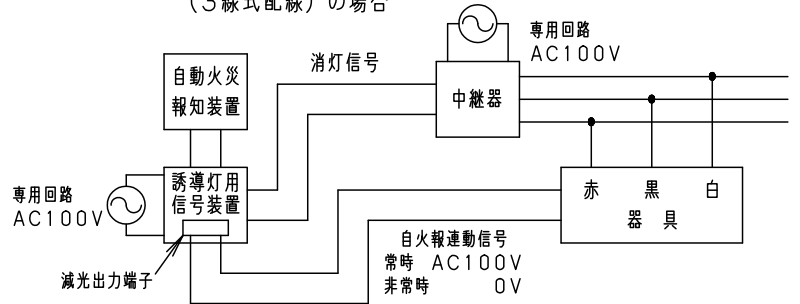 (3線式配線)の場合
専用回路
AC100V
消灯信号
自動火災
報知装置
中継器
誘導灯用
信号装置
専用回路
AC100V
赤 黒 白
器具
自火報連動信号
常時 AC100V
非常時 0V
減光出力端子